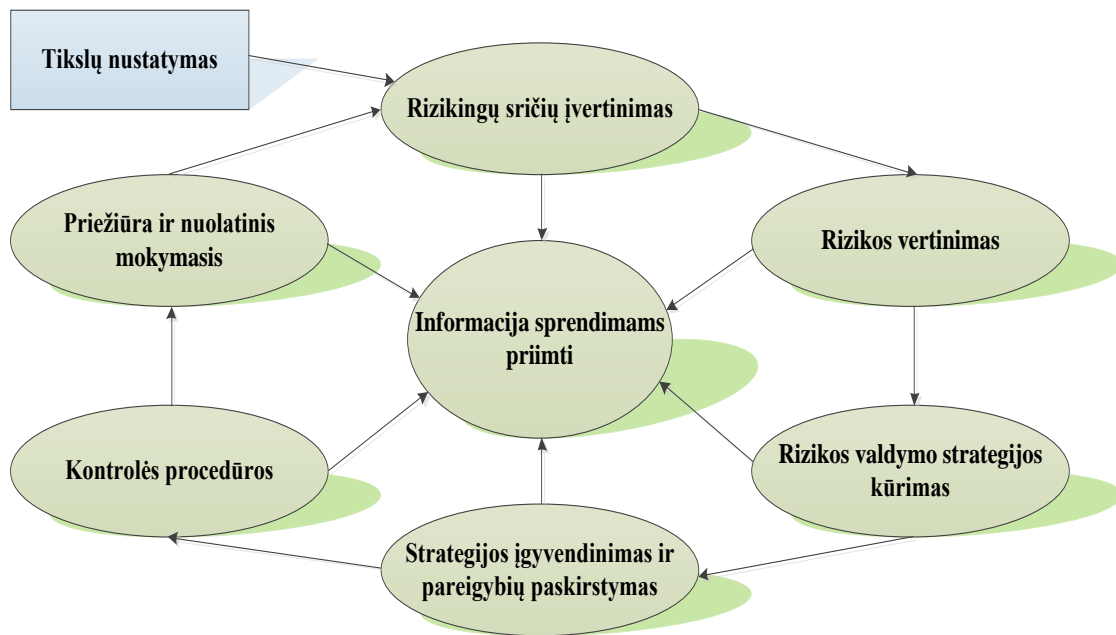 Tikslų nustatymas
Rizikingų sričių įvertinimas
Priežiūra ir nuolatinis
mokymasis
Rizikos vertinimas
Informacija sprendimams
priimti
Kontrolės procedūros
Rizikos valdymo strategijos
kūrimas
Strategijos įgyvendinimas ir
pareigybių paskirstymas